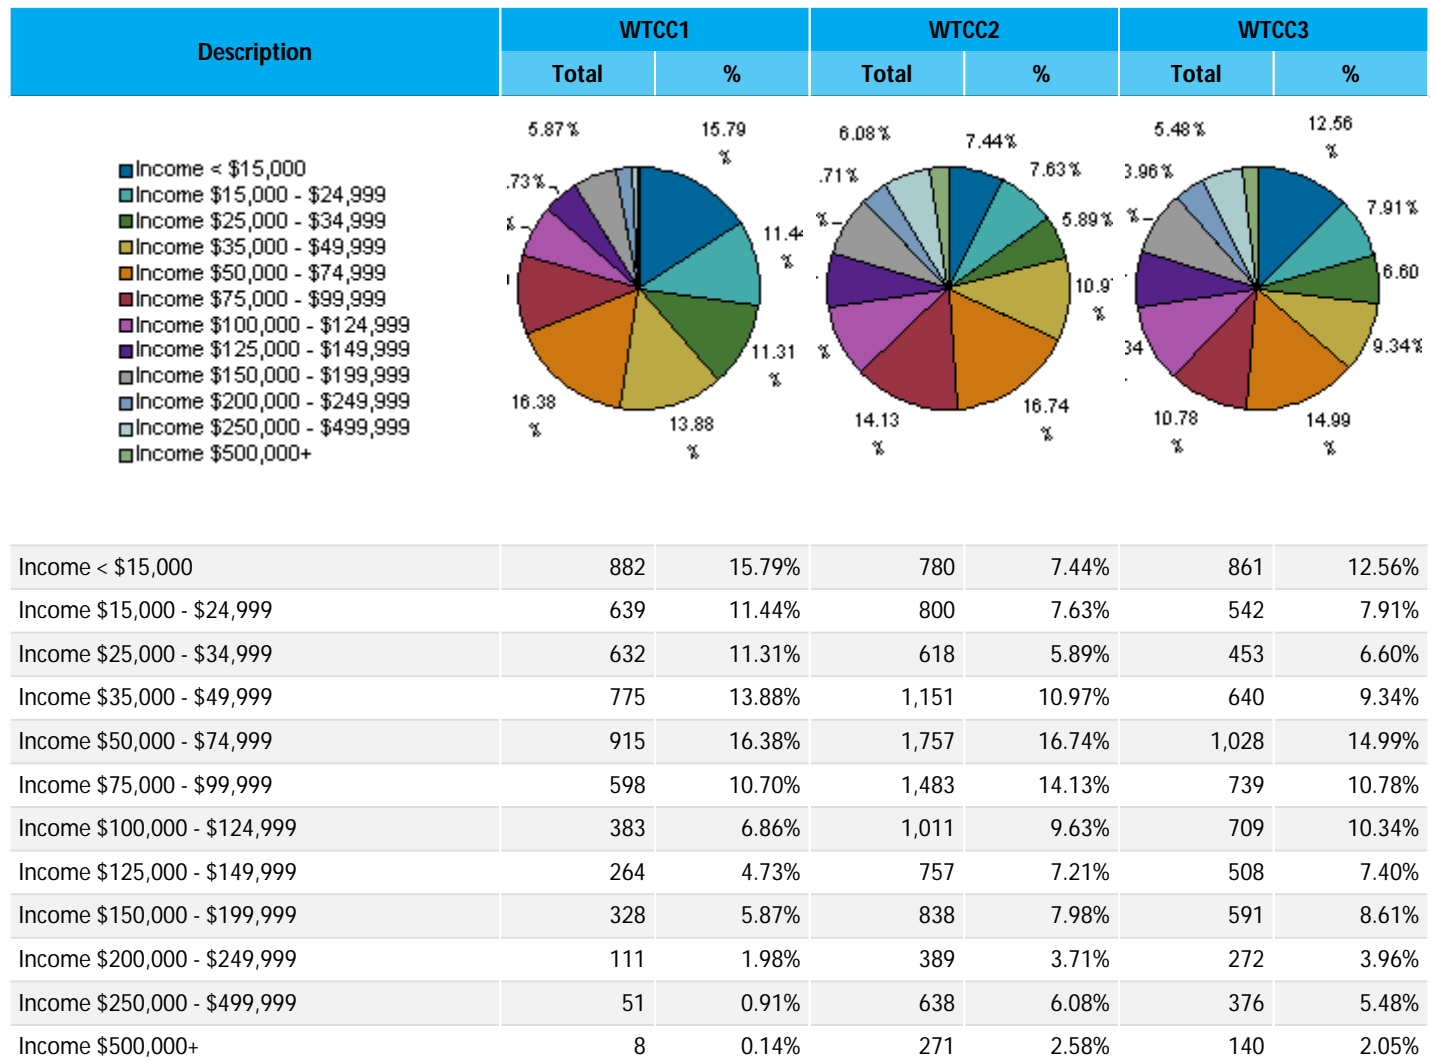 Description WTCC1 WTCC2 WTCC3
Total % Total % Total %
Income < $15,000
Income $15,000 - $24,999
Income $25,000 - $34,999
Income $35,000 - $49,999
Income $50,000 - $74,999
Income $75,000 - $99,999
Income $100,000 - $124,999
Income $125,000 - $149,999
Income $150,000 - $199,999
Income $200,000 - $249,999
Income $250,000 - $499,999
Income $500,000+
5.87%
15.79
%
.73%
11.4
%
%
11.31
%
16.38
%
13.88
%
6.08%
7.44%
.71%
7.63%
%
5.89%
10.9
%
%
14.13
%
16.74
%
5.48%
12.56
%
3.96%
7.91%
%
6.60
34
9.34%
10.78
%
14.99
%
Income < $15,000 882 15.79% 780 7.44% 861 12.56%
Income $15,000 - $24,999 639 11.44% 800 7.63% 542 7.91%
Income $25,000 - $34,999 632 11.31% 618 5.89% 453 6.60%
Income $35,000 - $49,999 775 13.88% 1,151 10.97% 640 9.34%
Income $50,000 - $74,999 915 16.38% 1,757 16.74% 1,028 14.99%
Income $75,000 - $99,999 598 10.70% 1,483 14.13% 739 10.78%
Income $100,000 - $124,999 383 6.86% 1,011 9.63% 709 10.34%
Income $125,000 - $149,999 264 4.73% 757 7.21% 508 7.40%
Income $150,000 - $199,999 328 5.87% 838 7.98% 591 8.61%
Income $200,000 - $249,999 111 1.98% 389 3.71% 272 3.96%
Income $250,000 - $499,999 51 0.91% 638 6.08% 376 5.48%
Income $500,000+ 8 0.14% 271 2.58% 140 2.05%